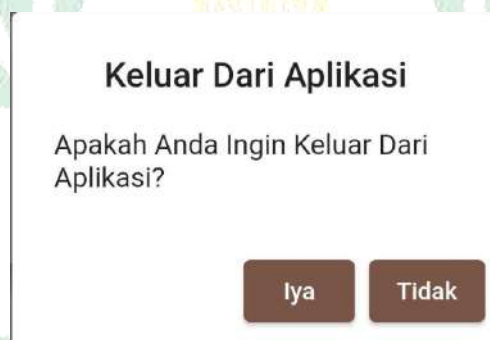 Keluar Dari Aplikasi
Apakah Anda Ingin Keluar Dari
Aplikasi?
Iya Tidak